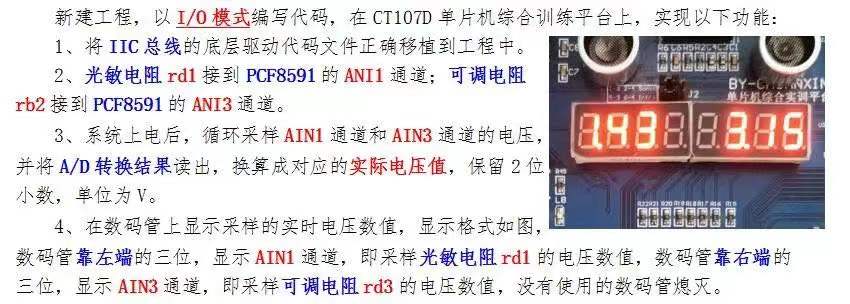 新建工程，以 I/O 模式编写代码，在 CT107D 单片机综合训练平台上，实现以下功能：
1、将 IIC 总线的底层驱动代码文件正确移植到工程中。
2、光敏电阻 rd1 接到 PCF8591 的 ANI1 通道；可调电阻
rb2 接到 PCF8591 的 ANI3 通道。
3、系统上电后，循环采样 AIN1 通道和 AIN3 通道的电压，
并将 A/D 转换结果读出，换算成对应的实际电压值，保留 2 位
小数，单位为 V。
4、在数码管上显示采样的实时电压数值，显示格式如图，
数码管靠左端的三位，显示 AIN1 通道，即采样光敏电阻 rd1 的电压数值，数码管靠右端的
三位，显示 AIN3 通道，即采样可调电阻 rd3 的电压数值，没有使用的数码管熄灭。
C7
J2
单片机综合实训平台
1.43 3.15
L8